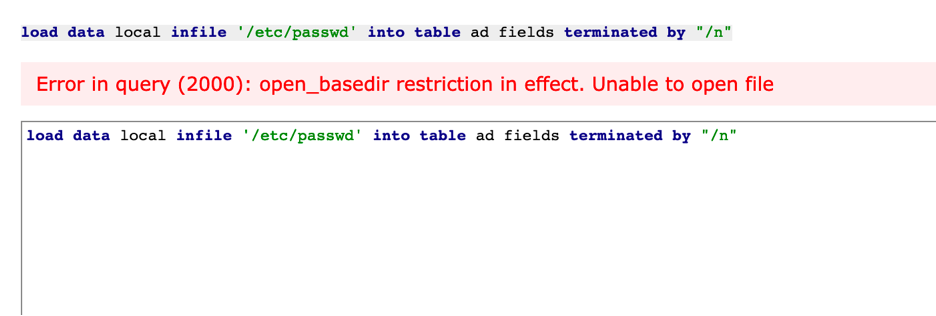 load data local infile '/etc/passwd' into table ad fields terminated by "/n"
Error in query (2000): open_basedir restriction in effect. Unable to open file
load data local infile '/etc/passwd' into table ad fields terminated by "/n"